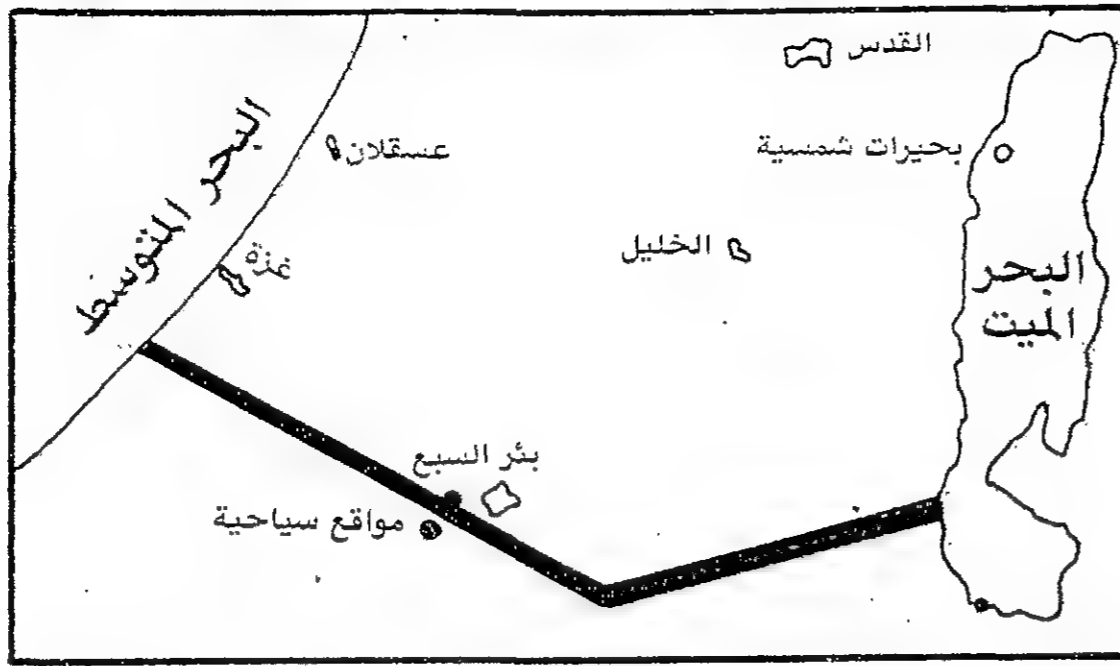 القدس
عسقلان
بحيرات شمسية
البحر المتوسط
الخليل
غزة
البحر
الميت
بئر السبع
مواقع سياحية